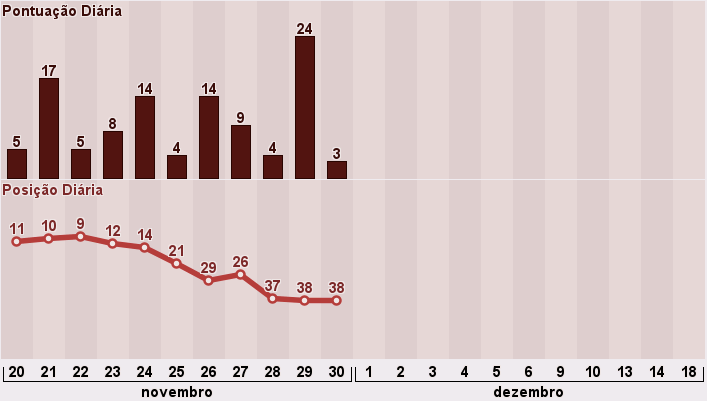 Pontuação Diária
24
17
14
14
8
9
5
5
4
4
3
Posição Diária
11 10 9 12 14 21 29 26 37 38 38
20 21 22 23 24 25 26 27 28 29 30 1 2 3 4 5 6 9 10 13 14 18
novembro dezembro